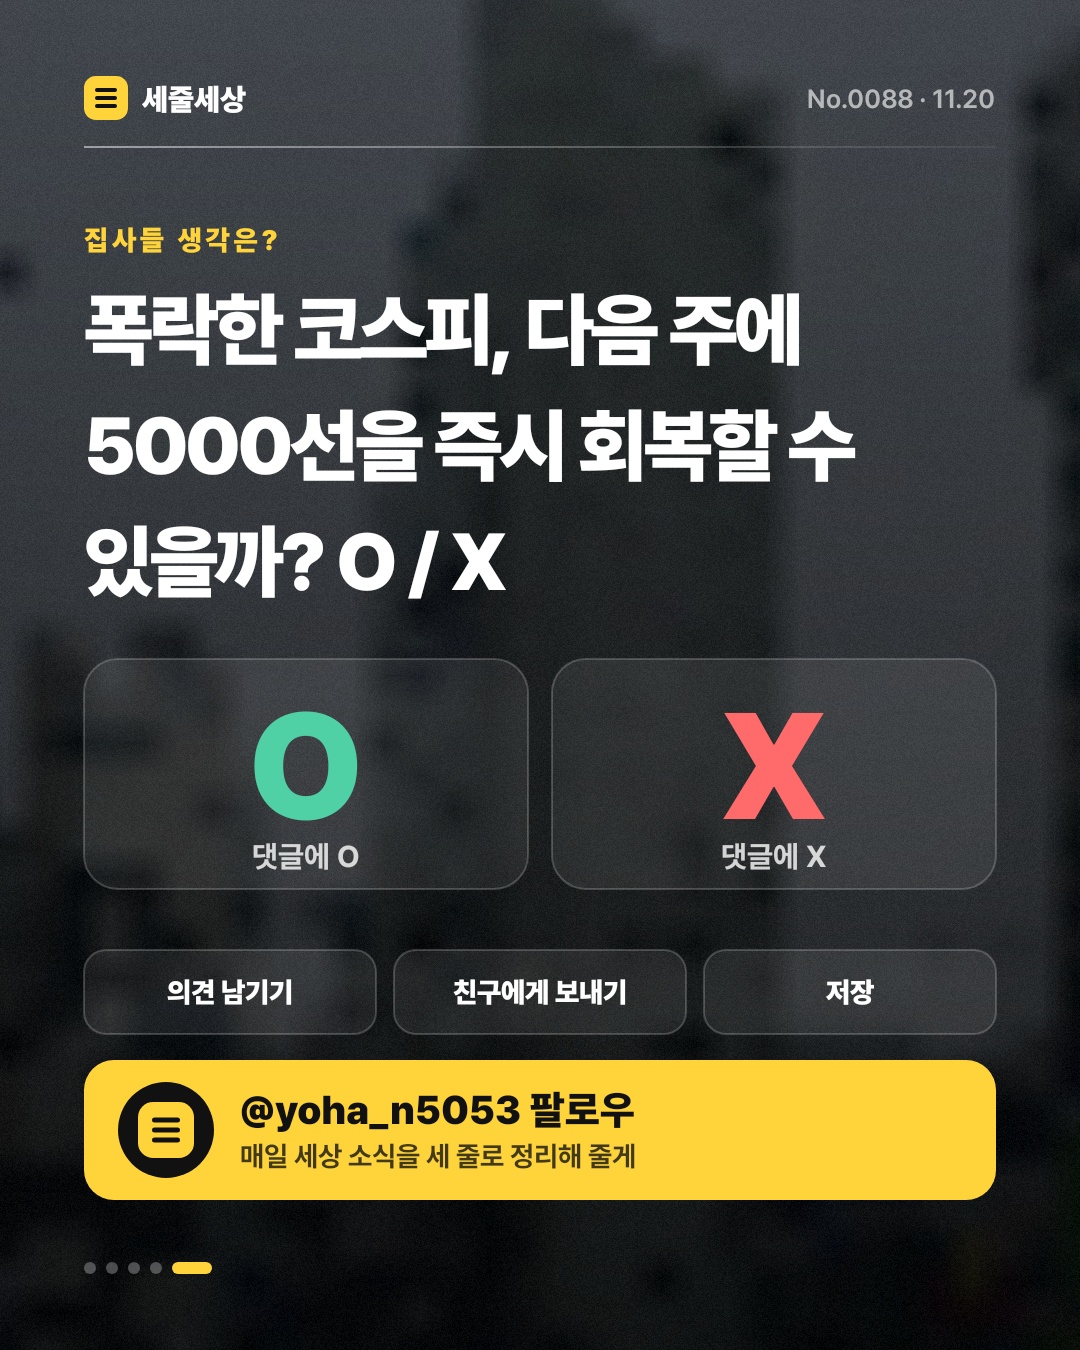 세줄세상
No.0088 · 11.20
집사들 생각은?
폭락한 코스피, 다음 주에
5000선을 즉시 회복할 수
있을까? O / X
O
댓글에 O
X
댓글에 X
의견 남기기
친구에게 보내기
저장
@yoha_n5053 팔로우
매일 세상 소식을 세 줄로 정리해 줄게